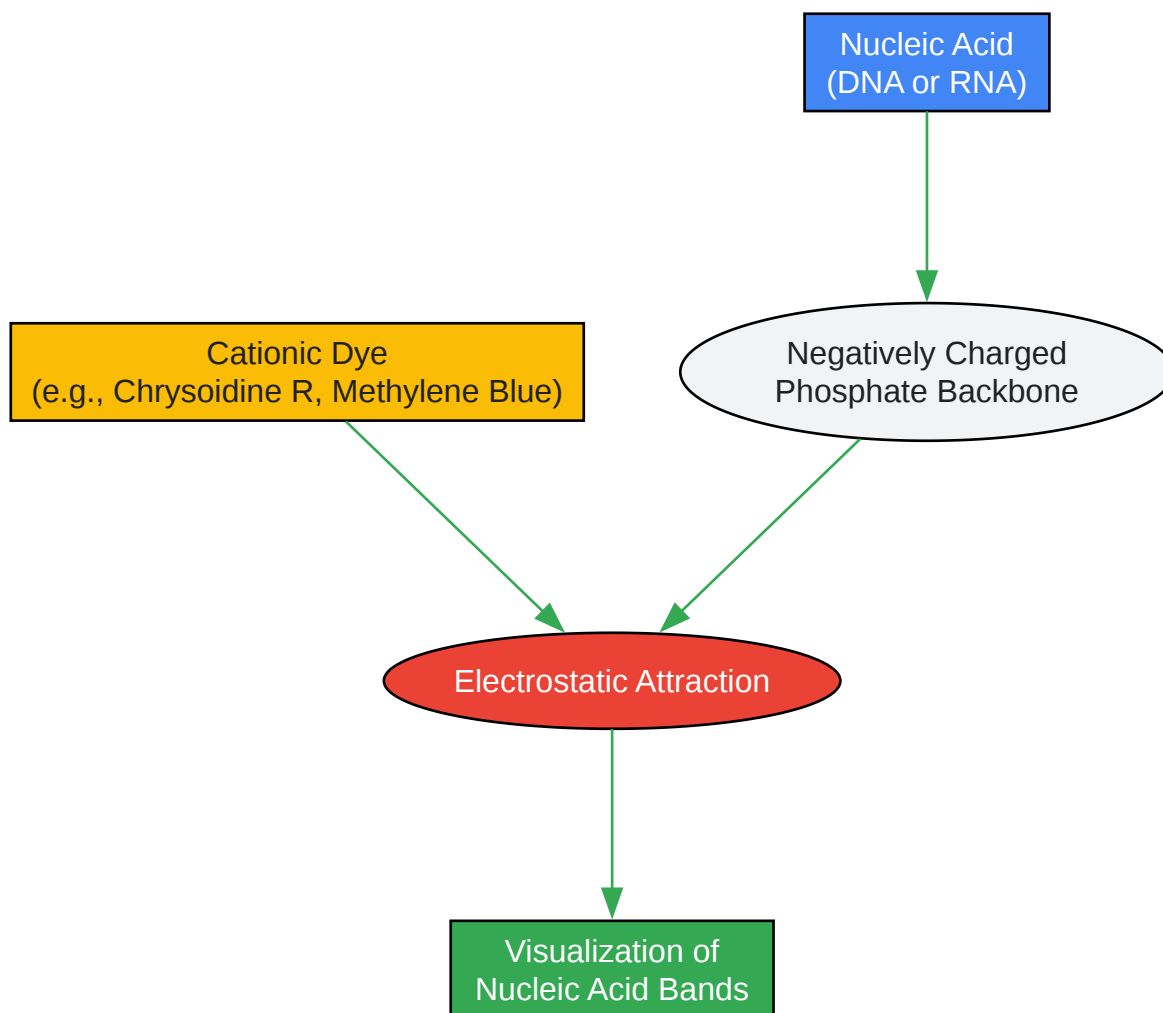 Nucleic Acid
(DNA or RNA)
Cationic Dye
(e.g., Chrysoidine R, Methylene Blue)
Negatively Charged
Phosphate Backbone
Electrostatic Attraction
Visualization of
Nucleic Acid Bands